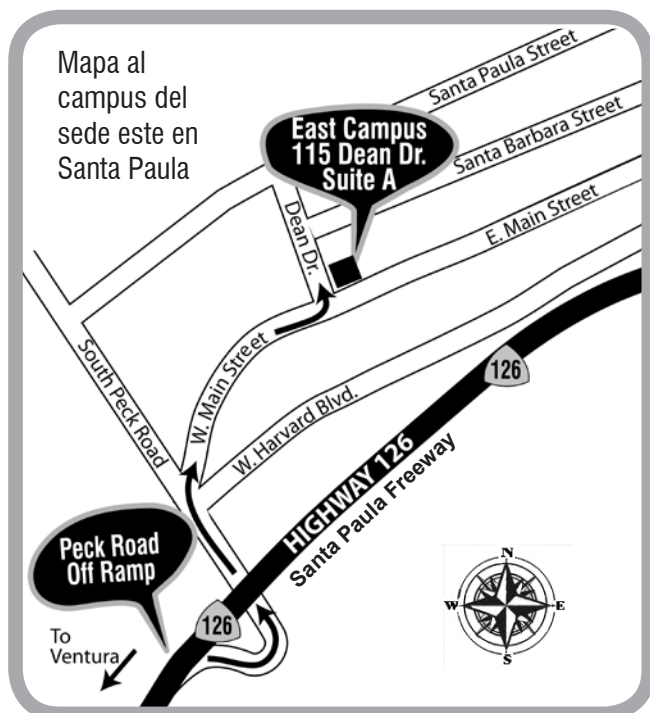 Mapa al
campus del
sede este en
Santa Paula
Santa Paula Street
East Campus
115 Dean Dr.
Suite A
Santa Barbara Street
E. Main Street
Dean Dr.
South Peck Road
W. Main Street
W. Harvard Blvd.
126
HIGHWAY 126
Santa Paula Freeway
Peck Road
Off Ramp
126
To
Ventura
N
W
E
S